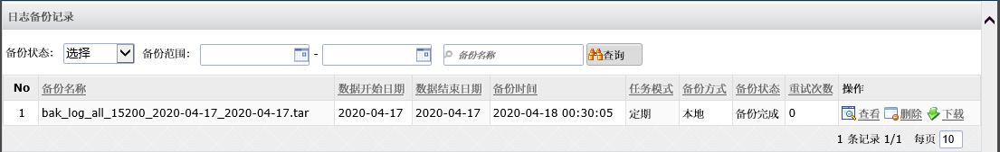 日志备份记录
备份状态: 选择 备份范围: - 备份名称 查询
No 备份名称 数据开始日期 数据结束日期 备份时间 任务模式 备份方式 备份状态 重试次数 操作
1 bak_log_all_15200_2020-04-17_2020-04-17.tar 2020-04-17 2020-04-17 2020-04-18 00:30:05 定期 本地 备份完成 0 查看 删除 下载
1 条记录 1/1 每页 10